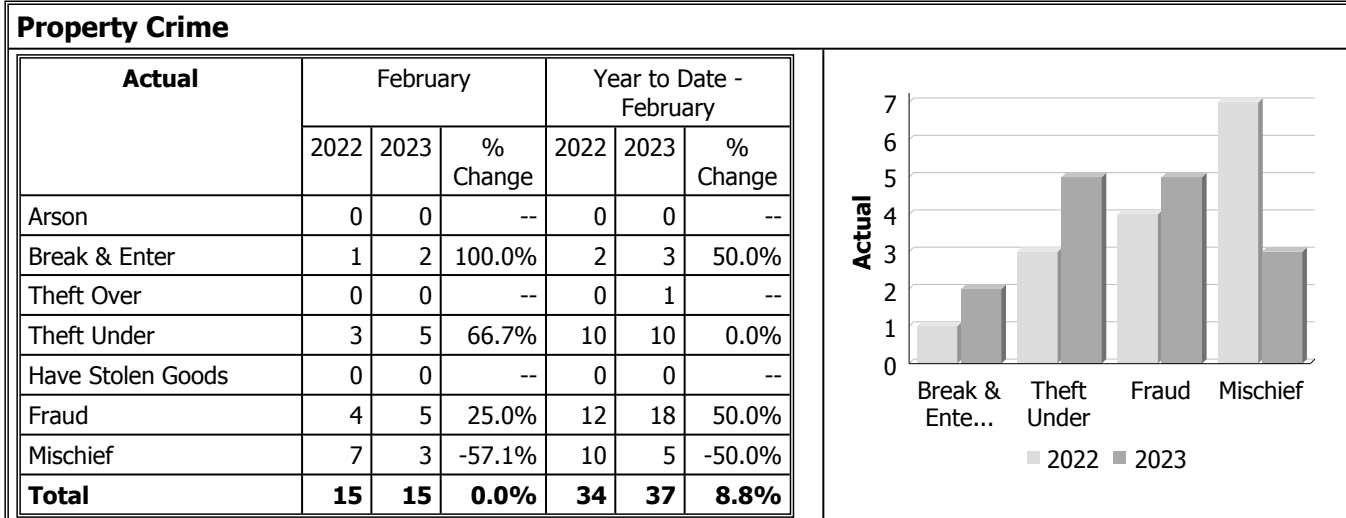 Property Crime
Actual February Year to Date -
February
2022 2023 % 2022 2023 %
Change Change
Arson 0 0 -- 0 0 --
Break & Enter 1 2 100.0% 2 3 50.0%
Theft Over 0 0 -- 0 1 --
Theft Under 3 5 66.7% 10 10 0.0%
Have Stolen Goods 0 0 -- 0 0 --
Fraud 4 5 25.0% 12 18 50.0%
Mischief 7 3 -57.1% 10 5 -50.0%
Total 15 15 0.0% 34 37 8.8%
Actual
7
6
5
4
3
2
1
0
Break & Theft Fraud Mischief
Ente... Under
2022 2023